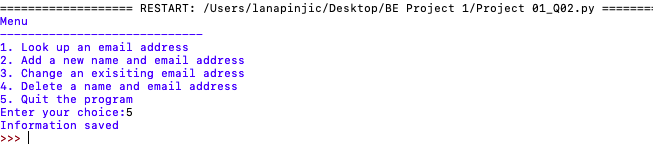 =================== RESTART: /Users/lanapinjic/Desktop/BE Project 1/Project 01_Q02.py ========
Menu
-----------------------------
1. Look up an email address
2. Add a new name and email address
3. Change an exisiting email adress
4. Delete a name and email adress
5. Quit the program
Enter your choice:5
Information saved
>>>